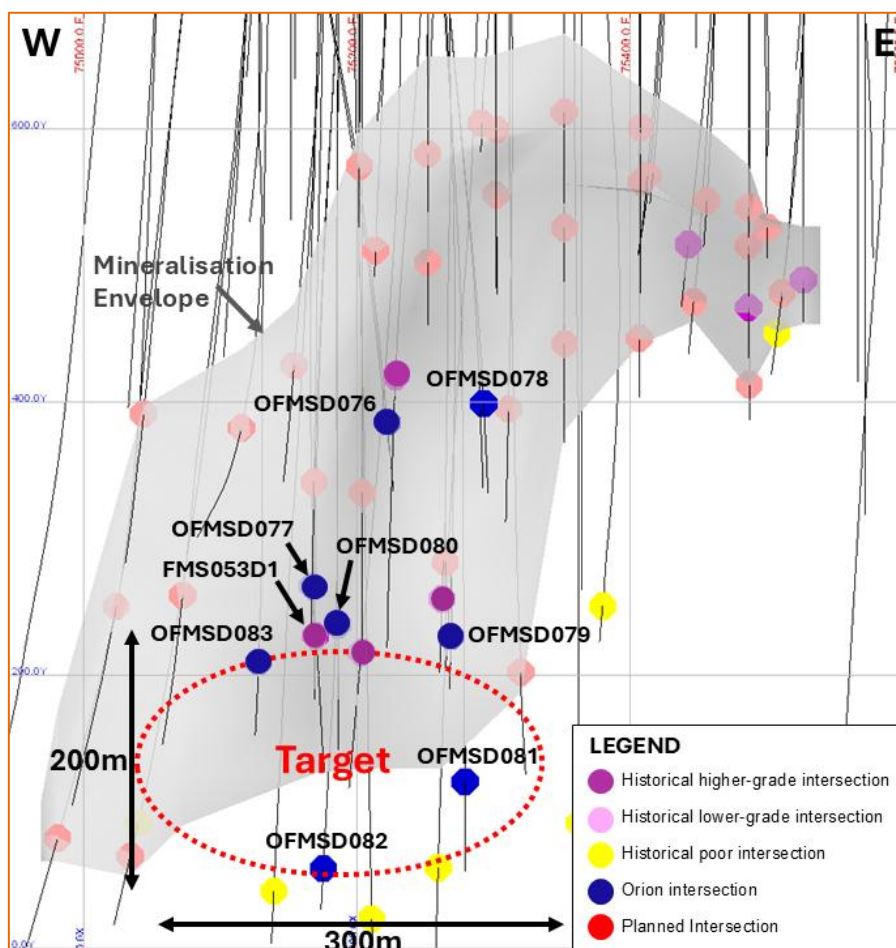 W
E
75000.0 E
75400.0 E
600.0Y
Mineralisation
Envelope
400.0Y
OFMSD078
OFMSD076
OFMSD077
OFMSD080
FMS053D1
OFMSD083
OFMSD079
200.0Y
200m
Target
OFMSD081
OFMSD082
300m
0.0Y
LEGEND
Historical higher-grade intersection
Historical lower-grade intersection
Historical poor intersection
Orion intersection
Planned Intersection